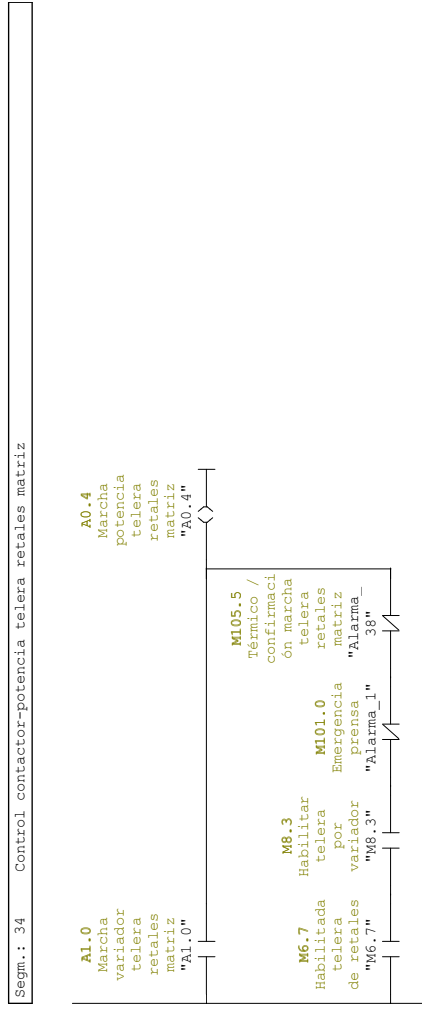 Segm.: 34 Control contactor-potencia telera retales matriz
A1.0
Marcha
variador
telera
retales
matriz
"A1.0"
A0.4
Marcha
potencia
telera
retales
matriz
"A0.4"
M6.7
Habilitada
telera
de retales
"M6.7"
M8.3
Habilitar
telera
por
variador
"M8.3"
M101.0
Emergencia
prensa
"Alarma_1"
M105.5
Térmico /
confirmaci
ón marcha
telera
retales
matriz
"Alarma_
38"